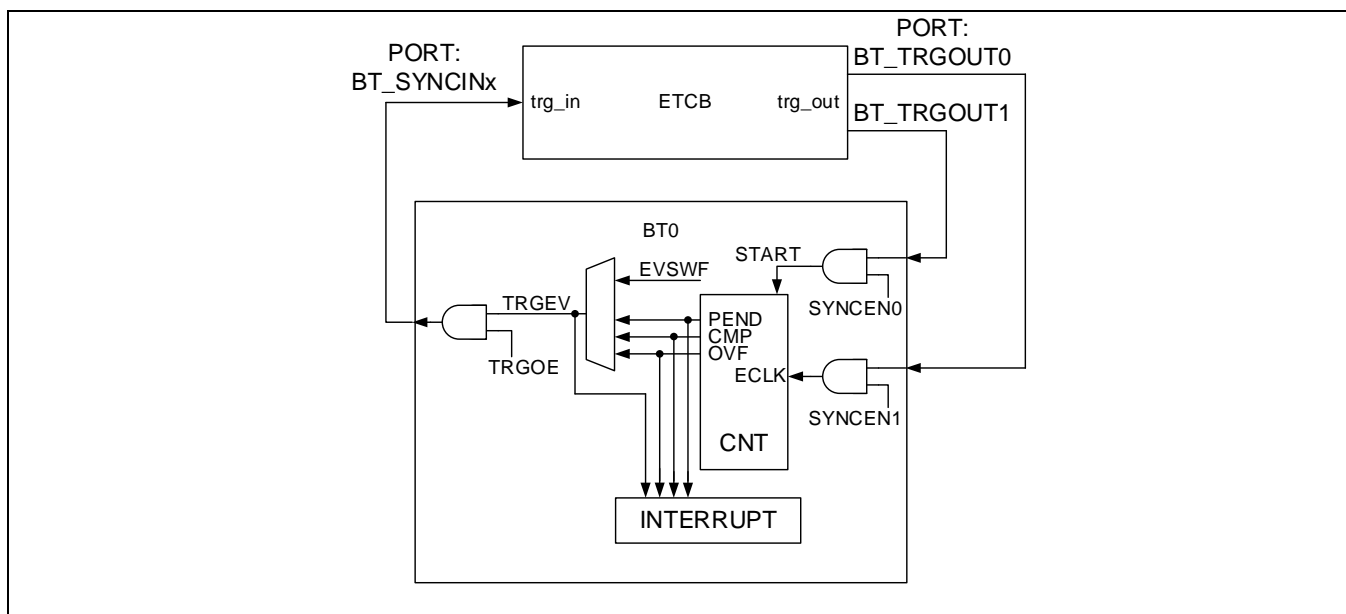 PORT:
BT_SYNCINx
PORT:
BT_TRGOUT0
trg_in
ETCB
trg_out
BT_TRGOUT1
BT0
START
EVSWF
SYNCEN0
TRGEV
PEND
CMP
OVF
TRGOE
ECLK
SYNCEN1
CNT
INTERRUPT